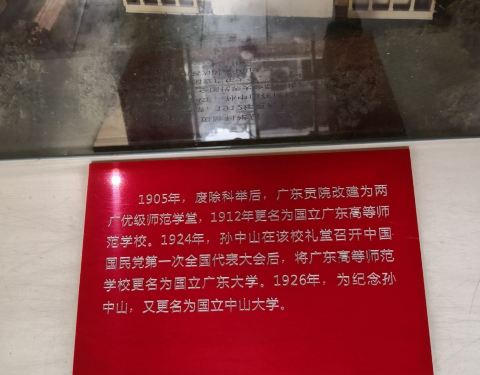 1905年，废除科举后，广东贡院改建为两
广优级师范学堂，1912年更名为国立广东高等师
范学校。1924年，孙中山在该校礼堂召开中国
国民党第一次全国代表大会后，将广东高等师范
学校更名为国立广东大学。1926年，为纪念孙
中山，又更名为国立中山大学。